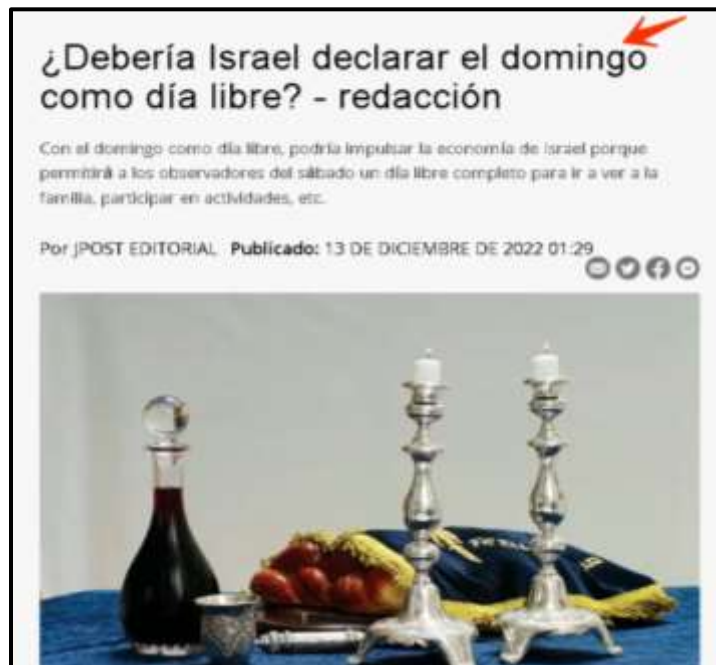 ¿Debería Israel declarar el domingo
como día libre? - redacción
Con el domingo como día libre, podría impulsar la economía de Israel porque
permitirá a los observadores del sábado un día libre completo para ir a ver a la
familia, participar en actividades, etc.
Por JPOST EDITORIAL Publicado: 13 DE DICIEMBRE DE 2022 01:29